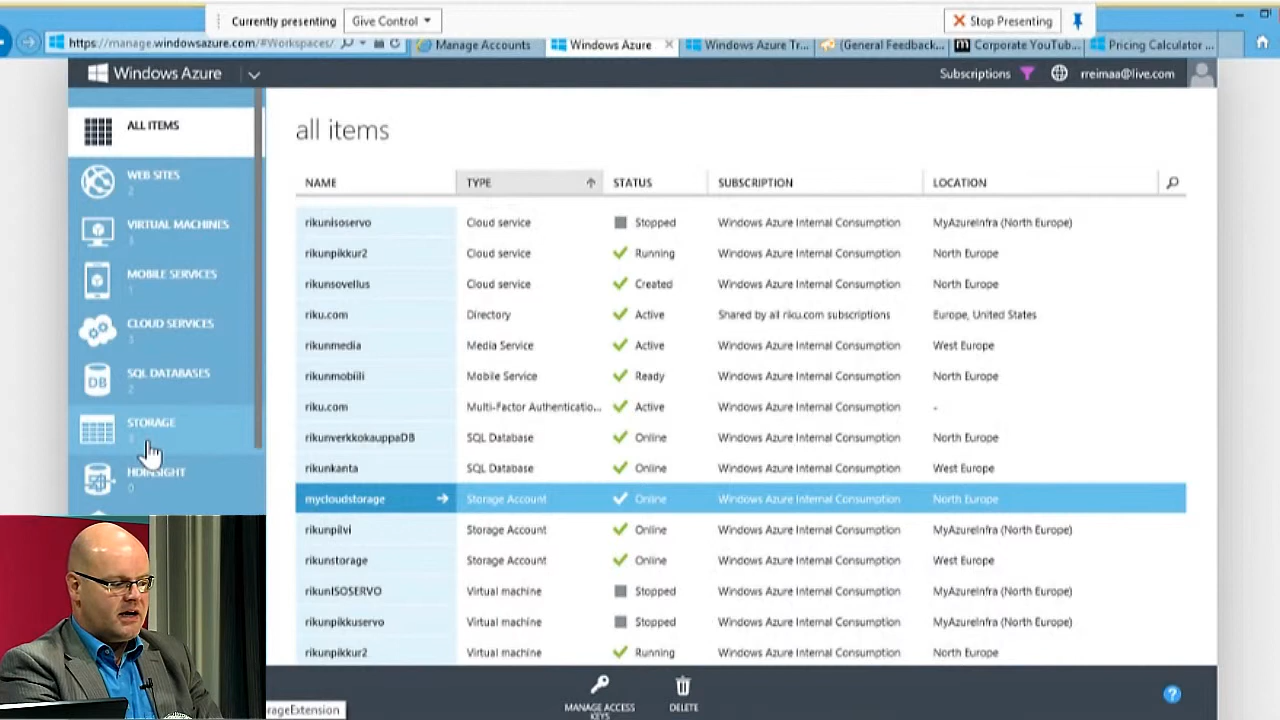 Currently presenting Give Control Stop Presenting
https://manage.windowsazure.com/#Workspaces/ Manage Accounts Windows Azure Windows Azure Tr... (General Feedback... Corporate YouTub... Pricing Calculator ...
Windows Azure Subscriptions rreimaa@live.com
ALL ITEMS
WEB SITES
2
VIRTUAL MACHINES
3
MOBILE SERVICES
1
CLOUD SERVICES
3
SQL DATABASES
2
STORAGE
HDINSIGHT
0
all items
NAME TYPE STATUS SUBSCRIPTION LOCATION
rikunisoservo Cloud service Stopped Windows Azure Internal Consumption MyAzureInfra (North Europe)
rikunpikkur2 Cloud service Running Windows Azure Internal Consumption North Europe
rikunsovellus Cloud service Created Windows Azure Internal Consumption North Europe
riku.com Directory Active Shared by all riku.com subscriptions Europe, United States
rikunmedia Media Service Active Windows Azure Internal Consumption West Europe
rikunmobiili Mobile Service Ready Windows Azure Internal Consumption North Europe
riku.com Multi-Factor Authenticatio... Active Windows Azure Internal Consumption -
rikunverkkokauppaDB SQL Database Online Windows Azure Internal Consumption North Europe
rikunkanta SQL Database Online Windows Azure Internal Consumption West Europe
mycloudstorage Storage Account Online Windows Azure Internal Consumption North Europe
rikunpilvi Storage Account Online Windows Azure Internal Consumption MyAzureInfra (North Europe)
rikunstorage Storage Account Online Windows Azure Internal Consumption West Europe
rikunISOSERVO Virtual machine Stopped Windows Azure Internal Consumption MyAzureInfra (North Europe)
rikunpikkuservo Virtual machine Stopped Windows Azure Internal Consumption MyAzureInfra (North Europe)
rikunpikkur2 Virtual machine Running Windows Azure Internal Consumption North Europe
rageExtension
MANAGE ACCESS KEYS
DELETE
?